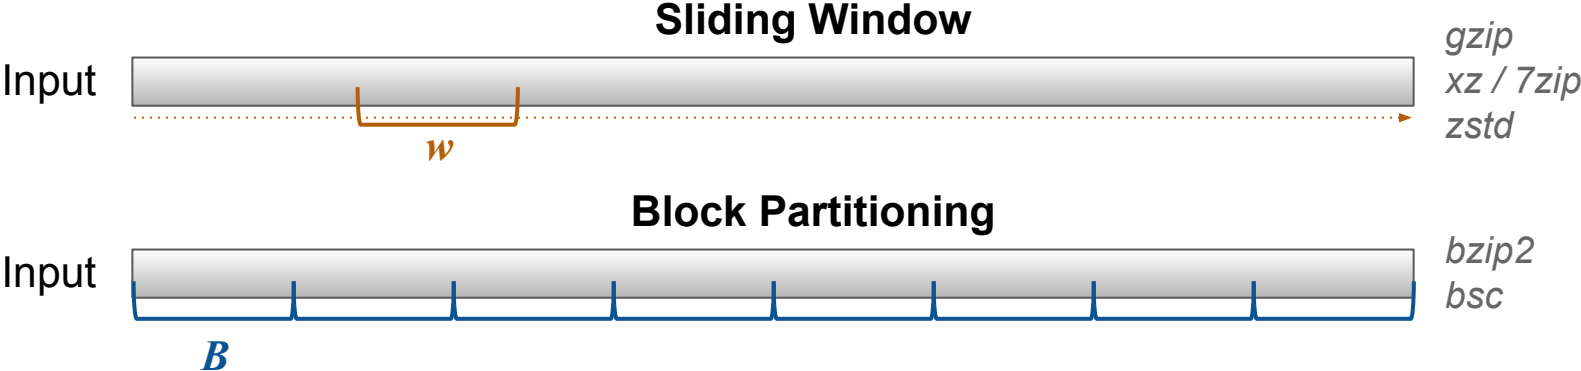 Sliding Window
Input
gzip
xz / 7zip
zstd
w
Block Partitioning
Input
bzip2
bsc
B